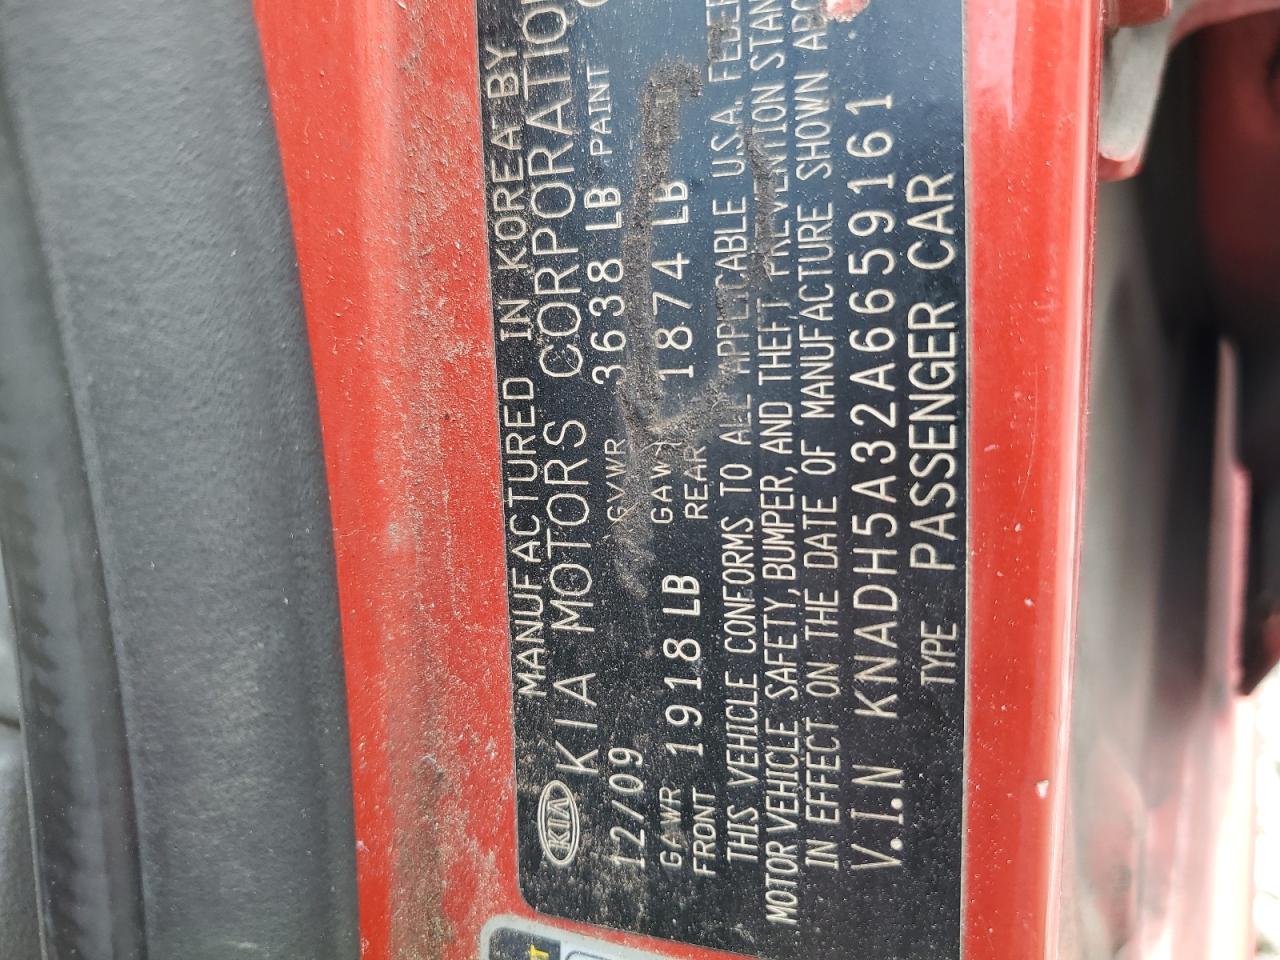 MANUFACTURED IN KOREA BY
KIA KIA MOTORS CORPORATION
12/09 GVWR 3638 LB PAINT
GAWR FRONT 1918 LB GAWR REAR 1874 LB
THIS VEHICLE CONFORMS TO ALL APPLICABLE U.S.A. FEDER
MOTOR VEHICLE SAFETY, BUMPER, AND THEFT PREVENTION STAN
IN EFFECT ON THE DATE OF MANUFACTURE SHOWN ABO
V.I.N KNADH5A32A6659161
TYPE PASSENGER CAR